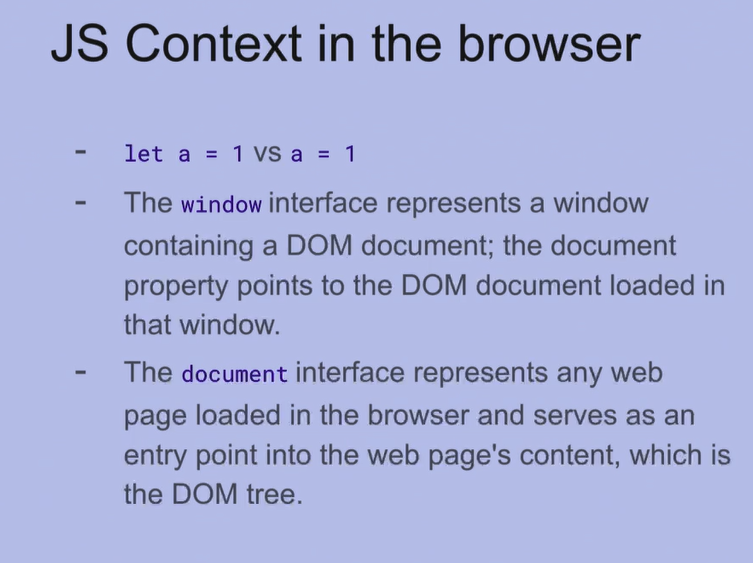 JS Context in the browser
- let a = 1 VS a = 1
- The window interface represents a window
containing a DOM document; the document
property points to the DOM document loaded in
that window.
- The document interface represents any web
page loaded in the browser and serves as an
entry point into the web page's content, which is
the DOM tree.